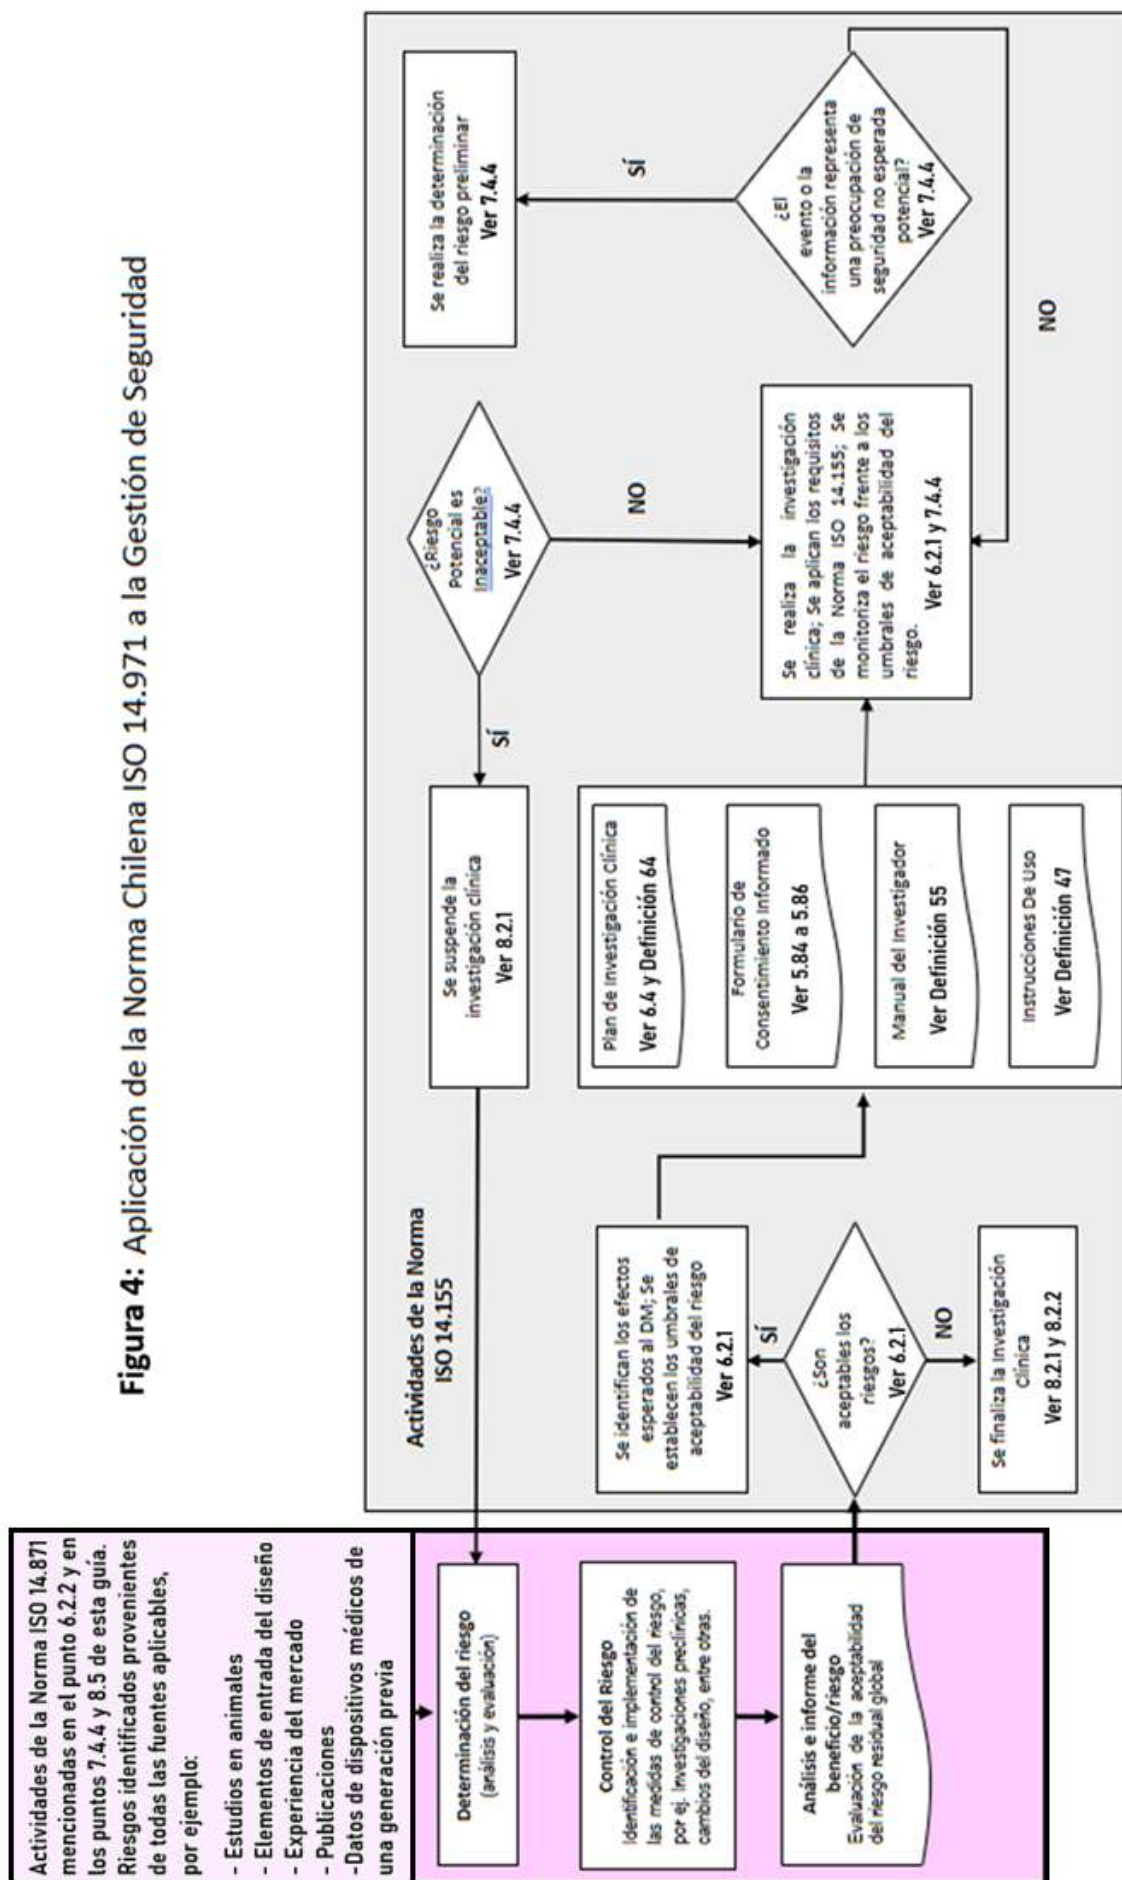 Figura 4: Aplicación de la Norma Chilena ISO 14.971 a la Gestión de Seguridad
Actividades de la Norma ISO 14.871
mencionadas en el punto 6.2.2 y en
los puntos 7.4.4 y 8.5 de esta guía.
Riesgos identificados provenientes
de todas las fuentes aplicables,
por ejemplo:
- Estudios en animales
- Elementos de entrada del diseño
- Experiencia del mercado
- Publicaciones
-Datos de dispositivos médicos de
una generación previa
Determinación del riesgo
(análisis y evaluación)
Control del Riesgo
Identificación e implementación de
las medidas de control del riesgo,
por ej. Investigaciones preclínicas,
cambios del diseño, entre otras.
Análisis e informe del
beneficio/riesgo
Evaluación de la aceptabilidad
del riesgo residual global
Actividades de la Norma
ISO 14.155
Se identifican los efectos
esperados al DM; Se
establecen los umbrales de
aceptabilidad del riesgo
Ver 6.2.1
SÍ
¿Son
aceptables los
riesgos?
Ver 6.2.1
NO
Se finaliza la Investigación
Clínica
Ver 8.2.1 y 8.2.2
Se suspende la
investigación clínica
Ver 8.2.1
Plan de Investigación Clínica
Ver 6.4 y Definición 64
Formulario de
Consentimiento Informado
Ver 5.84 a 5.86
Manual del Investigador
Ver Definición 55
Instrucciones De Uso
Ver Definición 47
SÍ
¿Riesgo
Potencial es
Inaceptable?
Ver 7.4.4
NO
Se realiza la investigación
clínica; Se aplican los requisitos
de la Norma ISO 14.155; Se
monitoriza el riesgo frente a los
umbrales de aceptabilidad del
riesgo.
Ver 6.2.1 y 7.4.4
Se realiza la determinación
del riesgo preliminar
Ver 7.4.4
SÍ
¿El
evento o la
información representa
una preocupación de
seguridad no esperada
potencial?
Ver 7.4.4
NO